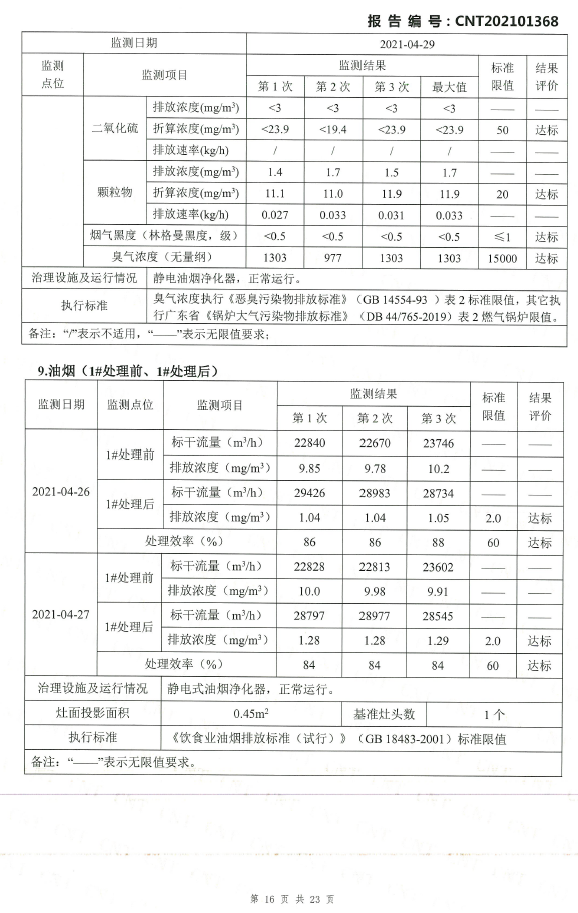 报 告 编 号：CNT202101368
监测日期 2021-04-29
监测点位 监测项目 监测结果 标准限值 结果评价
第 1 次 第 2 次 第 3 次 最大值
二氧化硫 排放浓度(mg/m³) <3 <3 <3 <3 —— ——
折算浓度(mg/m³) <23.9 <19.4 <23.9 <23.9 50 达标
排放速率(kg/h) / / / / —— ——
颗粒物 排放浓度(mg/m³) 1.4 1.7 1.5 1.7 —— ——
折算浓度(mg/m³) 11.1 11.0 11.9 11.9 20 达标
排放速率(kg/h) 0.027 0.033 0.031 0.033 —— ——
烟气黑度（林格曼黑度，级） <0.5 <0.5 <0.5 <0.5 ≤1 达标
臭气浓度（无量纲） 1303 977 1303 1303 15000 达标
治理设施及运行情况 静电油烟净化器，正常运行。
执行标准 臭气浓度执行《恶臭污染物排放标准》（GB 14554-93 ）表 2 标准限值，其它执
行广东省《锅炉大气污染物排放标准》（DB 44/765-2019）表 2 燃气锅炉限值。
备注：“/”表示不适用，“——”表示无限值要求；
9.油烟（1#处理前、1#处理后）
监测日期 监测点位 监测项目 监测结果 标准限值 结果评价
第 1 次 第 2 次 第 3 次
2021-04-26 1#处理前 标干流量（m³/h） 22840 22670 23746 —— ——
排放浓度（mg/m³） 9.85 9.78 10.2 —— ——
1#处理后 标干流量（m³/h） 29426 28983 28734 —— ——
排放浓度（mg/m³） 1.04 1.04 1.05 2.0 达标
处理效率（%） 86 86 88 60 达标
2021-04-27 1#处理前 标干流量（m³/h） 22828 22813 23602 —— ——
排放浓度（mg/m³） 10.0 9.98 9.91 —— ——
1#处理后 标干流量（m³/h） 28797 28977 28545 —— ——
排放浓度（mg/m³） 1.28 1.28 1.29 2.0 达标
处理效率（%） 84 84 84 60 达标
治理设施及运行情况 静电式油烟净化器，正常运行。
灶面投影面积 0.45m² 基准灶头数 1 个
执行标准 《饮食业油烟排放标准（试行）》（GB 18483-2001）标准限值
备注：“——”表示无限值要求。
第 16 页 共 23 页